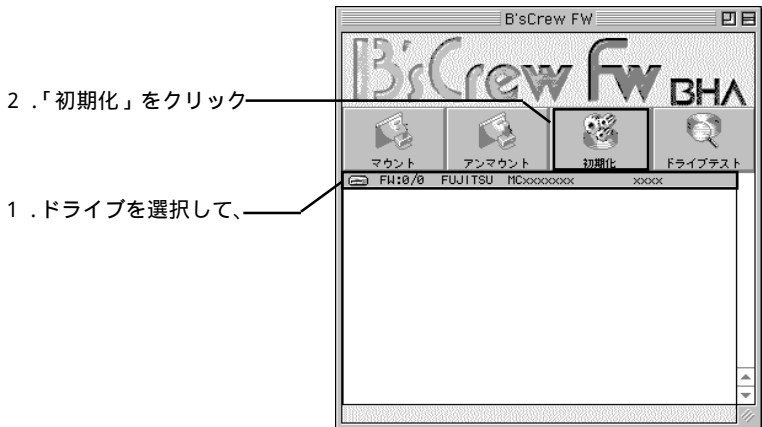 B'sCrew FW
B'sCrew FW BHA
2 .「初期化」をクリック
マウント アンマウント 初期化 ドライブテスト
FW:0/0 FUJITSU MCxxxxxxx xxxx
1 .ドライブを選択して、